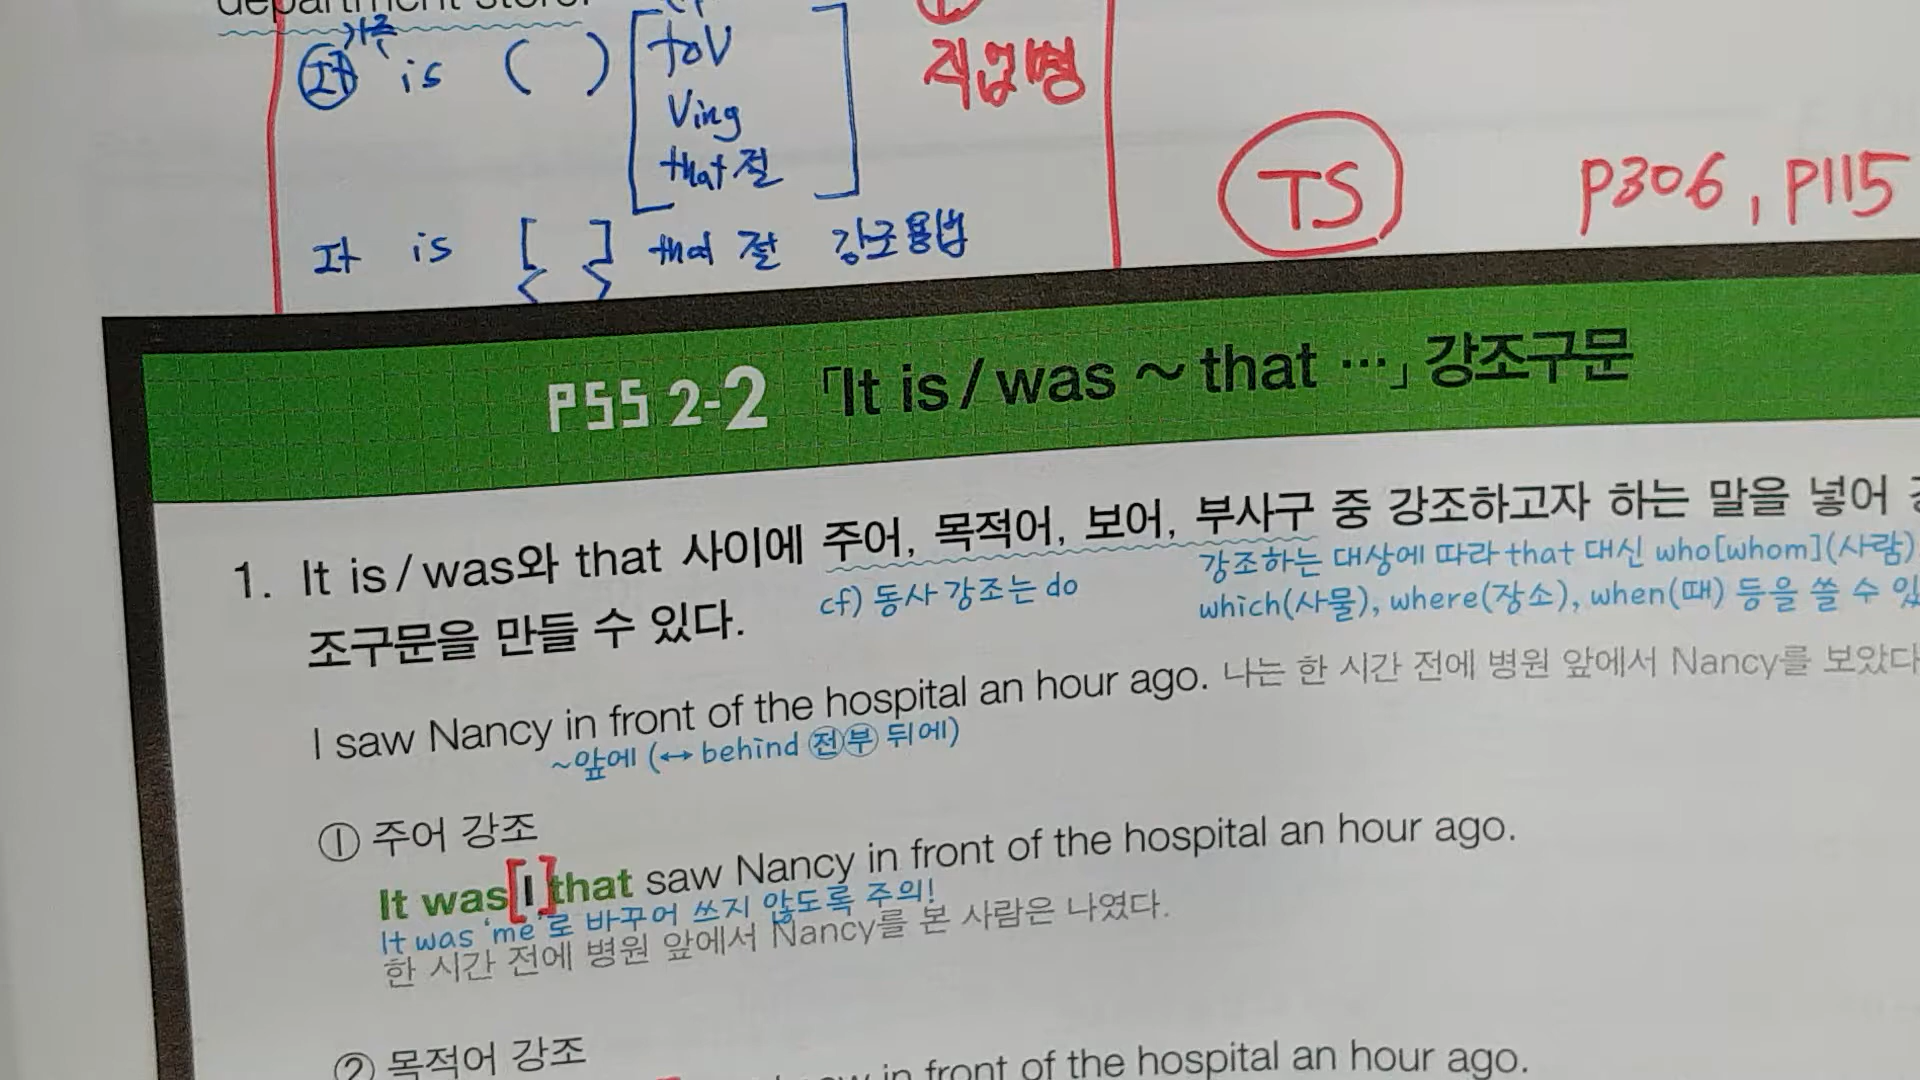 department store.
가주
It is ( ) [ toV
Ving
that절 ]
직업병
It is [ ] that 절 강조용법
TS
P306, P115
PSS 2-2 「It is / was ~ that …」 강조구문
1. It is / was와 that 사이에 주어, 목적어, 보어, 부사구 중 강조하고자 하는 말을 넣어
강조하는 대상에 따라 that 대신 who[whom](사람)
cf) 동사 강조는 do
which(사물), where(장소), when(때) 등을 쓸 수
조구문을 만들 수 있다.
I saw Nancy in front of the hospital an hour ago. 나는 한 시간 전에 병원 앞에서 Nancy를 보았다
~앞에 (↔ behind 전 부 뒤에)
① 주어 강조
It was [I] that saw Nancy in front of the hospital an hour ago.
It was 'me'로 바꾸어 쓰지 않도록 주의!
한 시간 전에 병원 앞에서 Nancy를 본 사람은 나였다.
② 목적어 강조
in front of the hospital an hour ago.